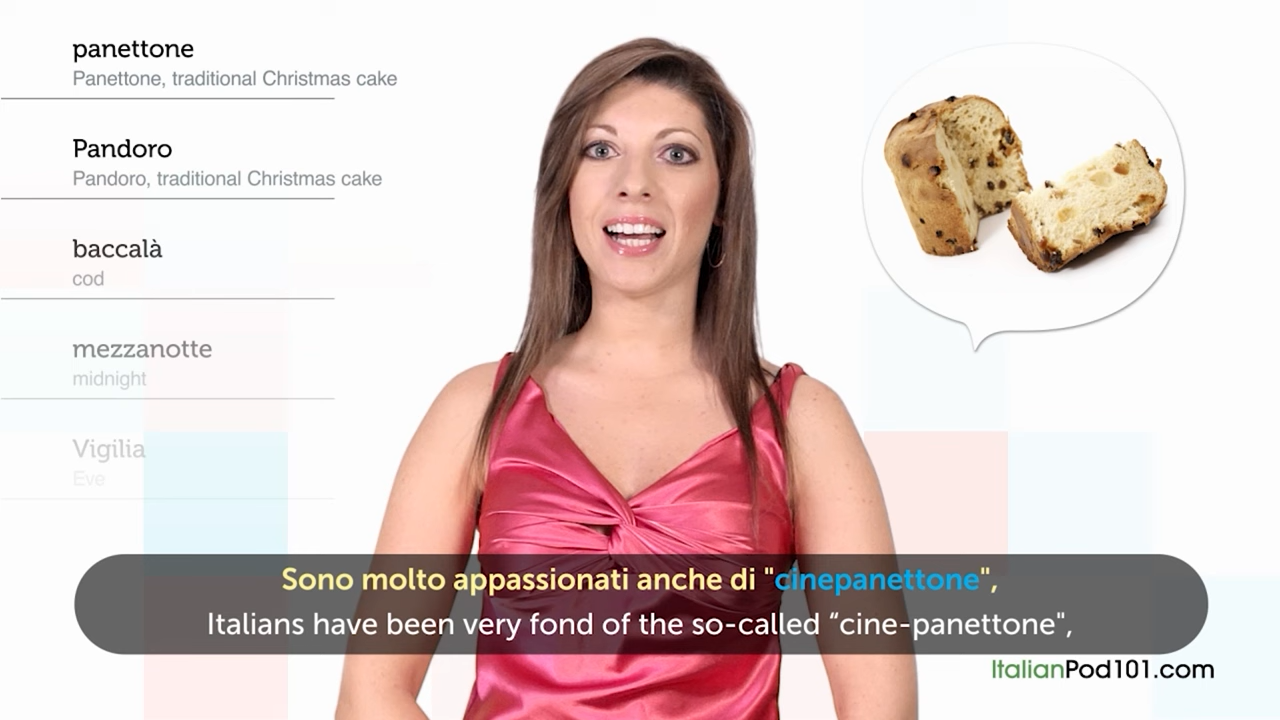 panettone
Panettone, traditional Christmas cake
Pandoro
Pandoro, traditional Christmas cake
baccalà
cod
mezzanotte
midnight
Vigilia
Eve
Sono molto appassionati anche di "cinepanettone",
Italians have been very fond of the so-called “cine-panettone",
ItalianPod101.com